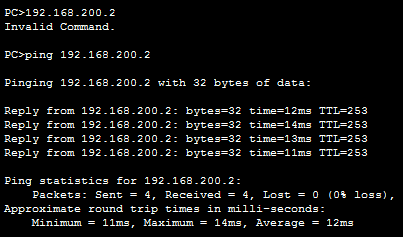 PC>192.168.200.2
Invalid Command.
PC>ping 192.168.200.2
Pinging 192.168.200.2 with 32 bytes of data:
Reply from 192.168.200.2: bytes=32 time=12ms TTL=253
Reply from 192.168.200.2: bytes=32 time=14ms TTL=253
Reply from 192.168.200.2: bytes=32 time=13ms TTL=253
Reply from 192.168.200.2: bytes=32 time=11ms TTL=253
Ping statistics for 192.168.200.2:
    Packets: Sent = 4, Received = 4, Lost = 0 (0% loss),
Approximate round trip times in milli-seconds:
    Minimum = 11ms, Maximum = 14ms, Average = 12ms